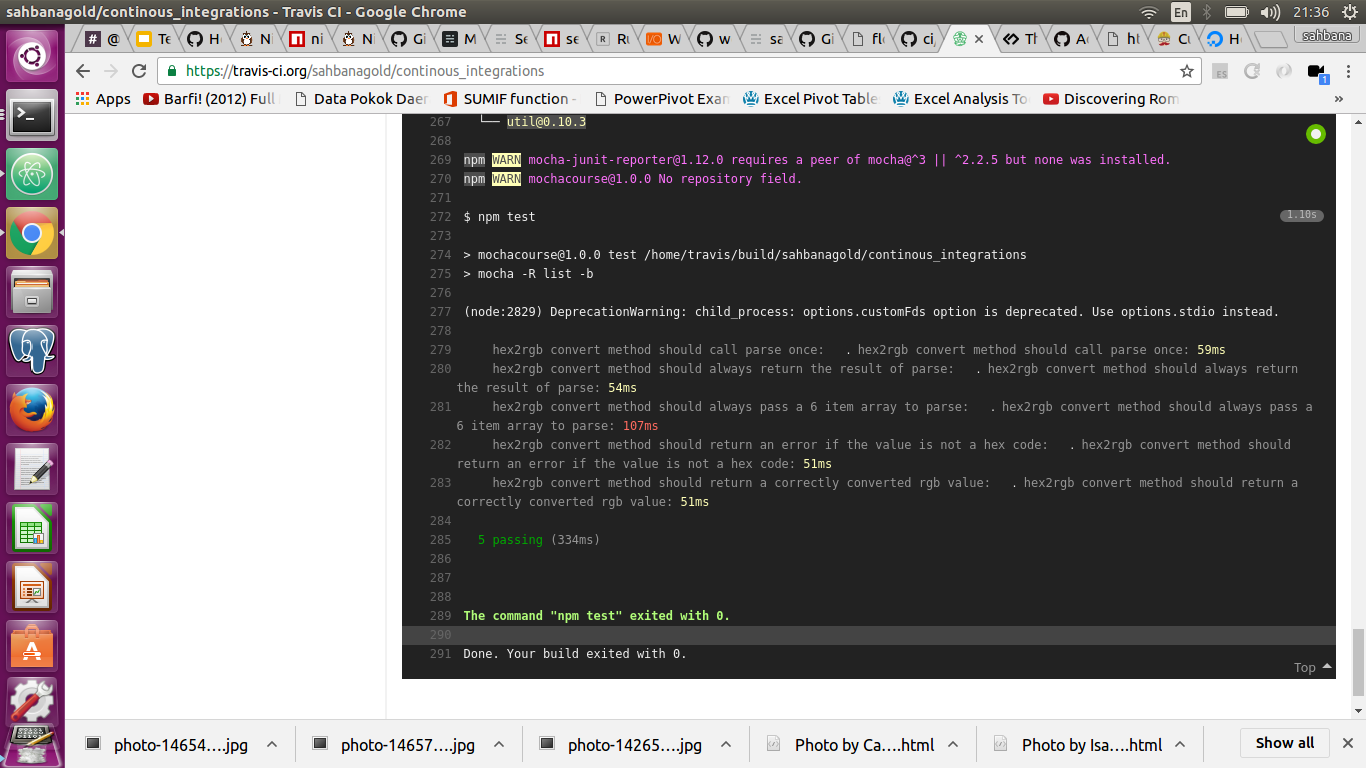 sahbanagold/continous_integrations - Travis CI - Google Chrome
En
21:36
# @
Te
H
Ni
ni
Ni
Gi
M
Se
se
Ru
W
w
sa
Gi
flo
ci
Th
Ac
ht
Cu
H
sahbana
https://travis-ci.org/sahbanagold/continous_integrations
ES
1
Apps
Barfi! (2012) Full
Data Pokok Daer
SUMIF function -
PowerPivot Exan
Excel Pivot Table
Excel Analysis To
Discovering Rom
»
267 └── util@0.10.3
268
269 npm WARN mocha-junit-reporter@1.12.0 requires a peer of mocha@^3 || ^2.2.5 but none was installed.
270 npm WARN mochacourse@1.0.0 No repository field.
271
272 $ npm test 1.10s
273
274 > mochacourse@1.0.0 test /home/travis/build/sahbanagold/continous_integrations
275 > mocha -R list -b
276
277 (node:2829) DeprecationWarning: child_process: options.customFds option is deprecated. Use options.stdio instead.
278
279 hex2rgb convert method should call parse once: . hex2rgb convert method should call parse once: 59ms
280 hex2rgb convert method should always return the result of parse: . hex2rgb convert method should always return
the result of parse: 54ms
281 hex2rgb convert method should always pass a 6 item array to parse: . hex2rgb convert method should always pass a
6 item array to parse: 107ms
282 hex2rgb convert method should return an error if the value is not a hex code: . hex2rgb convert method should
return an error if the value is not a hex code: 51ms
283 hex2rgb convert method should return a correctly converted rgb value: . hex2rgb convert method should return a
correctly converted rgb value: 51ms
284
285 5 passing (334ms)
286
287
288
289 The command "npm test" exited with 0.
290
291 Done. Your build exited with 0.
Top
photo-14654....jpg
photo-14657....jpg
photo-14265....jpg
Photo by Ca....html
Photo by Isa....html
Show all